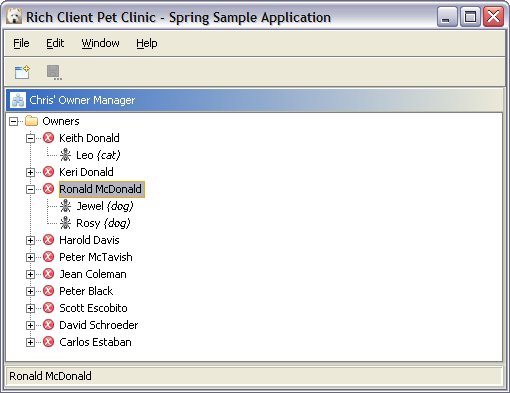 Rich Client Pet Clinic - Spring Sample Application
File Edit Window Help
Chris' Owner Manager
Owners
Keith Donald
Leo (cat)
Keri Donald
Ronald McDonald
Jewel (dog)
Rosy (dog)
Harold Davis
Peter McTavish
Jean Coleman
Peter Black
Scott Escobito
David Schroeder
Carlos Estaban
Ronald McDonald